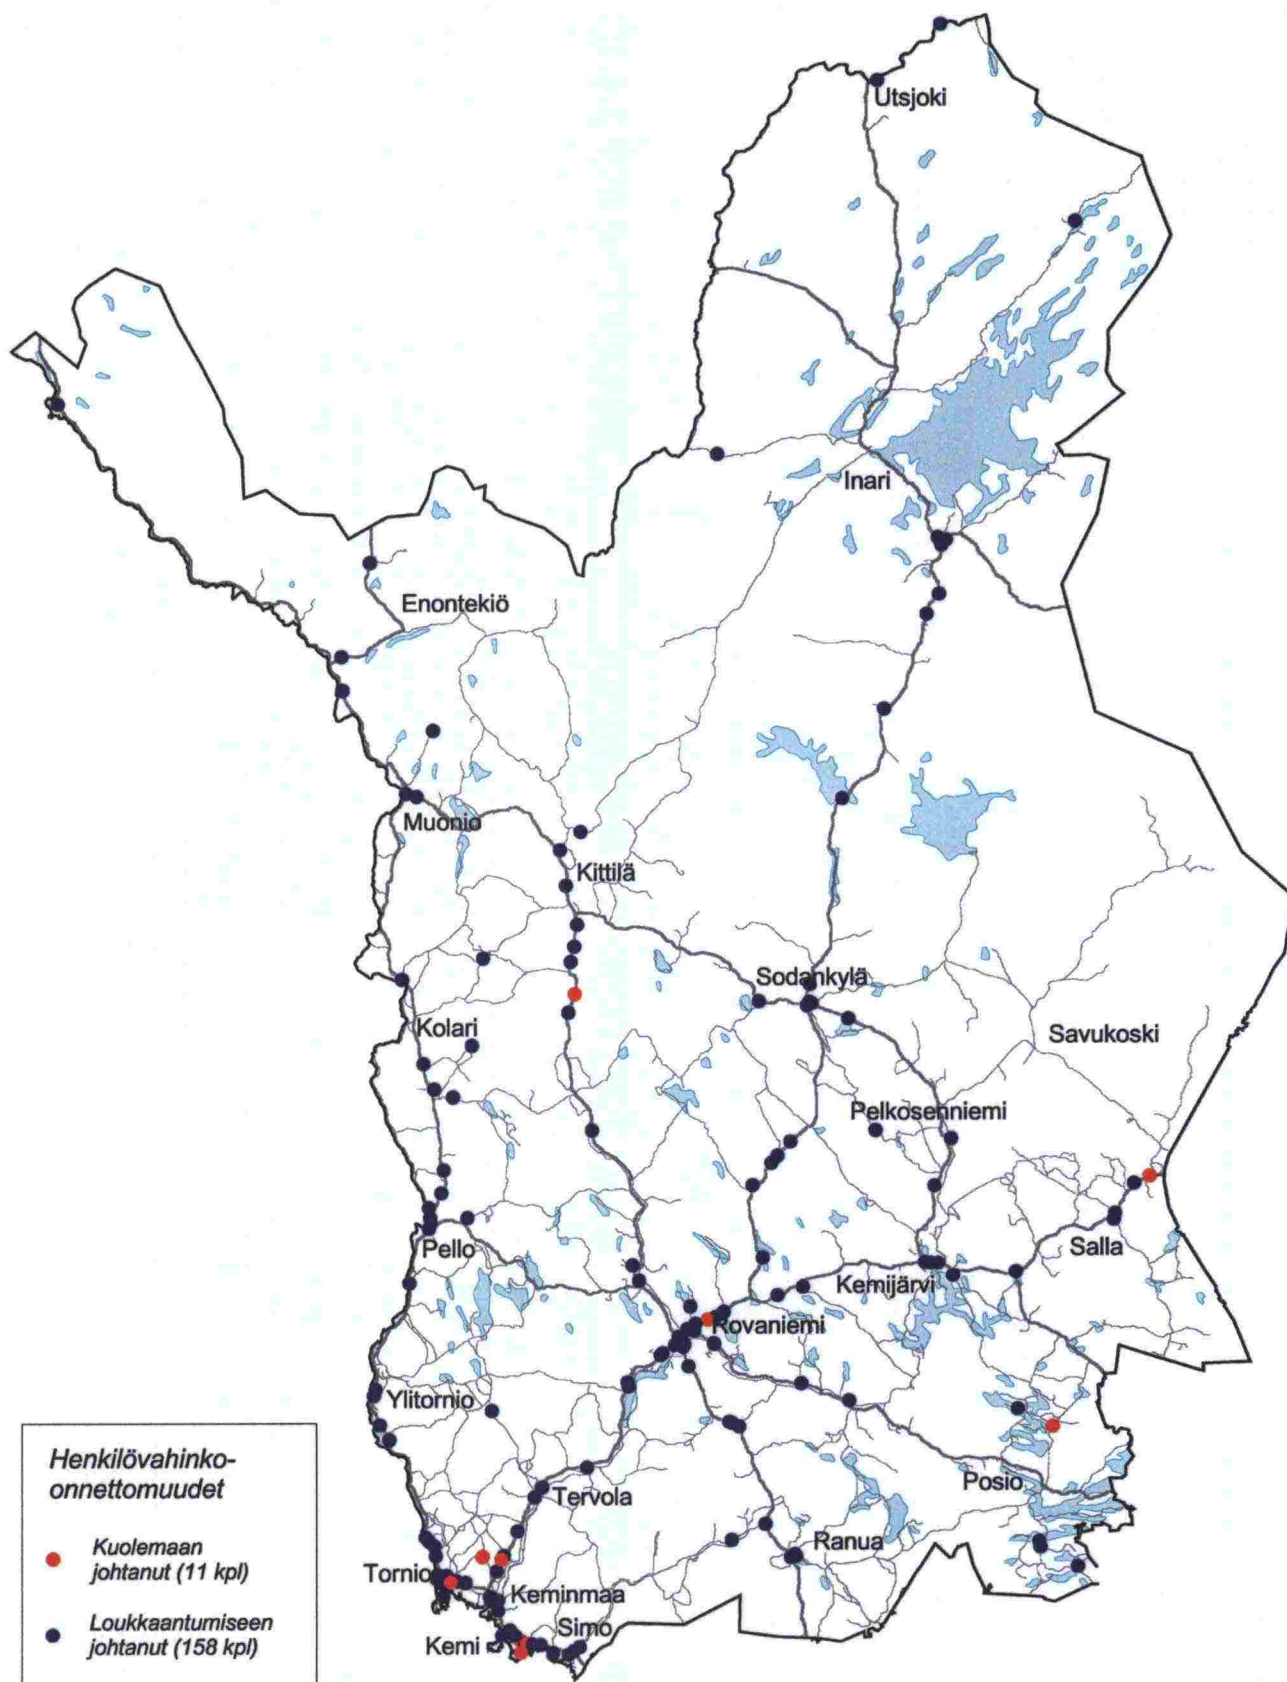 Utsjoki
Inari
Enontekiö
Muonio
Kittilä
Sodankylä
Kolari
Savukoski
Pelkosenniemi
Pello
Salla
Kemijärvi
Rovaniemi
Ylitornio
Posio
Tervola
Ranua
Tornio
Keminmaa
Simo
Kemi
Henkilövahinko-
onnettomuudet
Kuolemaan
johtanut (11 kpl)
Loukkaantumiseen
johtanut (158 kpl)